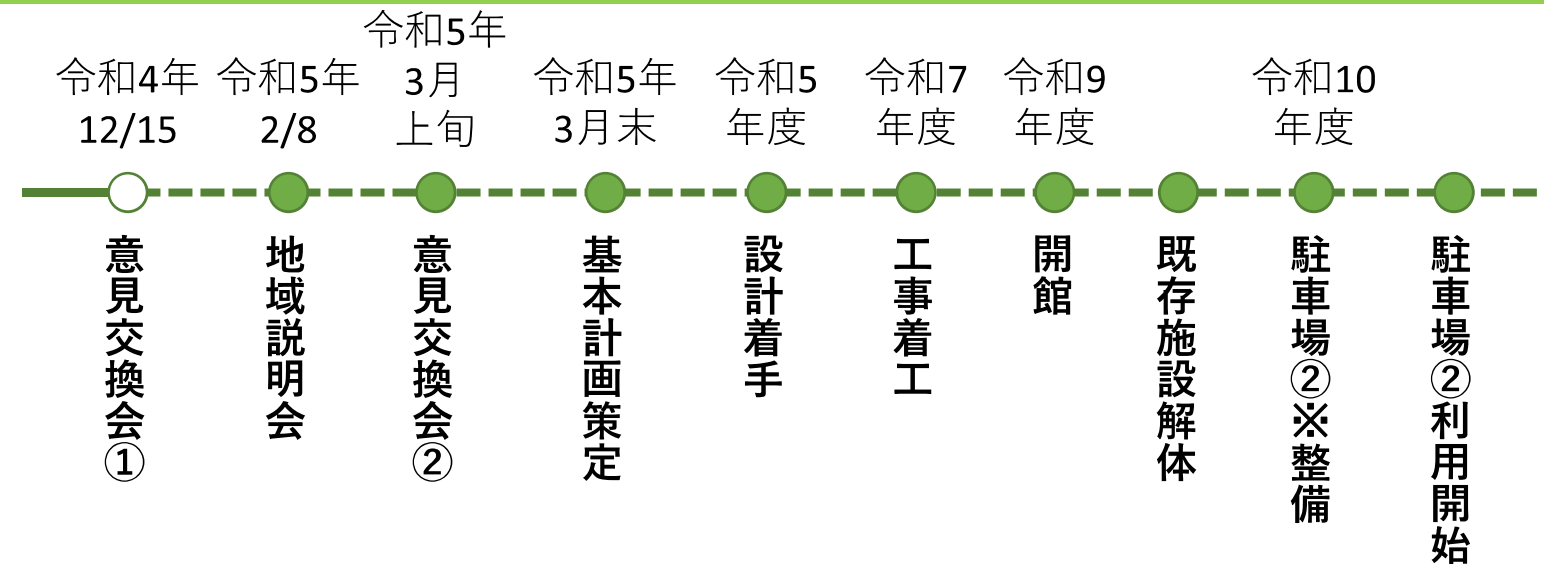 令和4年
12/15
令和5年
2/8
令和5年
3月
上旬
令和5年
3月末
令和5
年度
令和7
年度
令和9
年度
令和10
年度
意見交換会①
地域説明会
意見交換会②
基本計画策定
設計着手
工事着工
開館
既存施設解体
駐車場②※整備
駐車場②利用開始